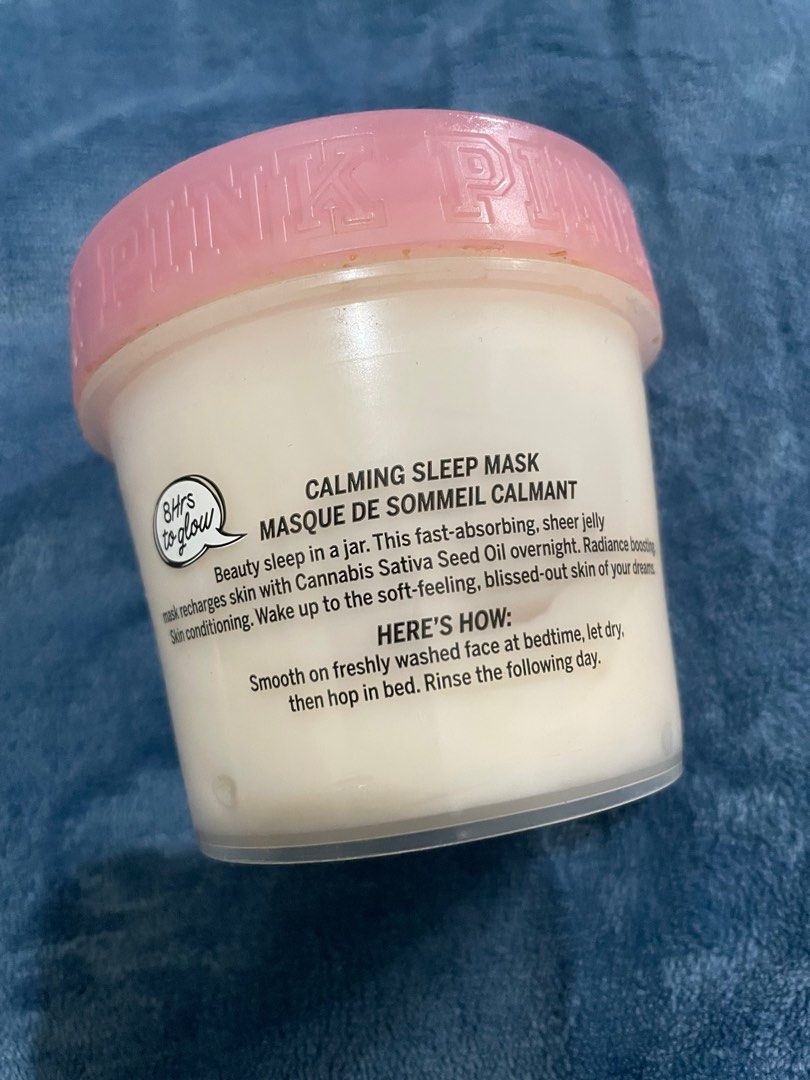 PINK PINK
8Hrs
to glow
CALMING SLEEP MASK
MASQUE DE SOMMEIL CALMANT
Beauty sleep in a jar. This fast-absorbing, sheer jelly
mask recharges skin with Cannabis Sativa Seed Oil overnight. Radiance boosting.
Skin conditioning. Wake up to the soft-feeling, blissed-out skin of your dreams.
HERE'S HOW:
Smooth on freshly washed face at bedtime, let dry,
then hop in bed. Rinse the following day.